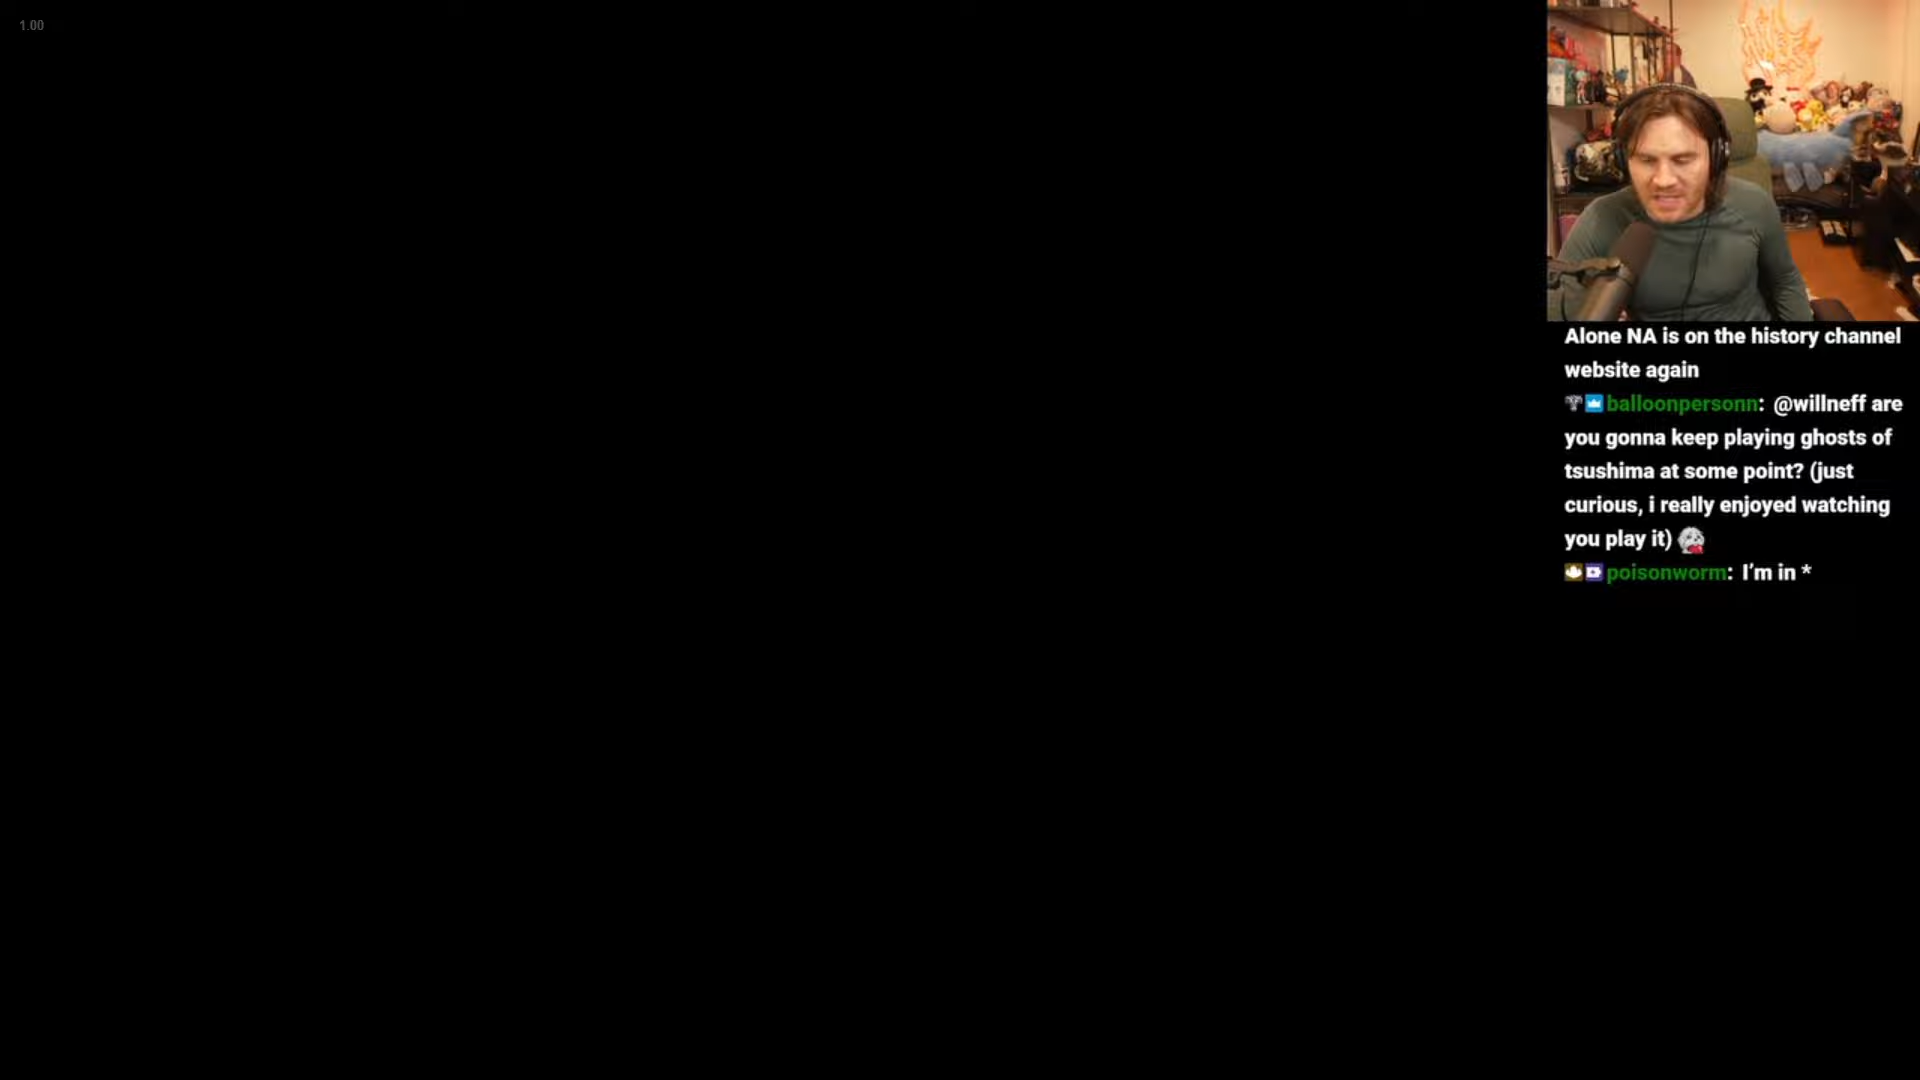 1.00
Alone NA is on the history channel
website again
balloonpersonn: @willneff are
you gonna keep playing ghosts of
tsushima at some point? (just
curious, i really enjoyed watching
you play it)
poisonworm: I’m in *